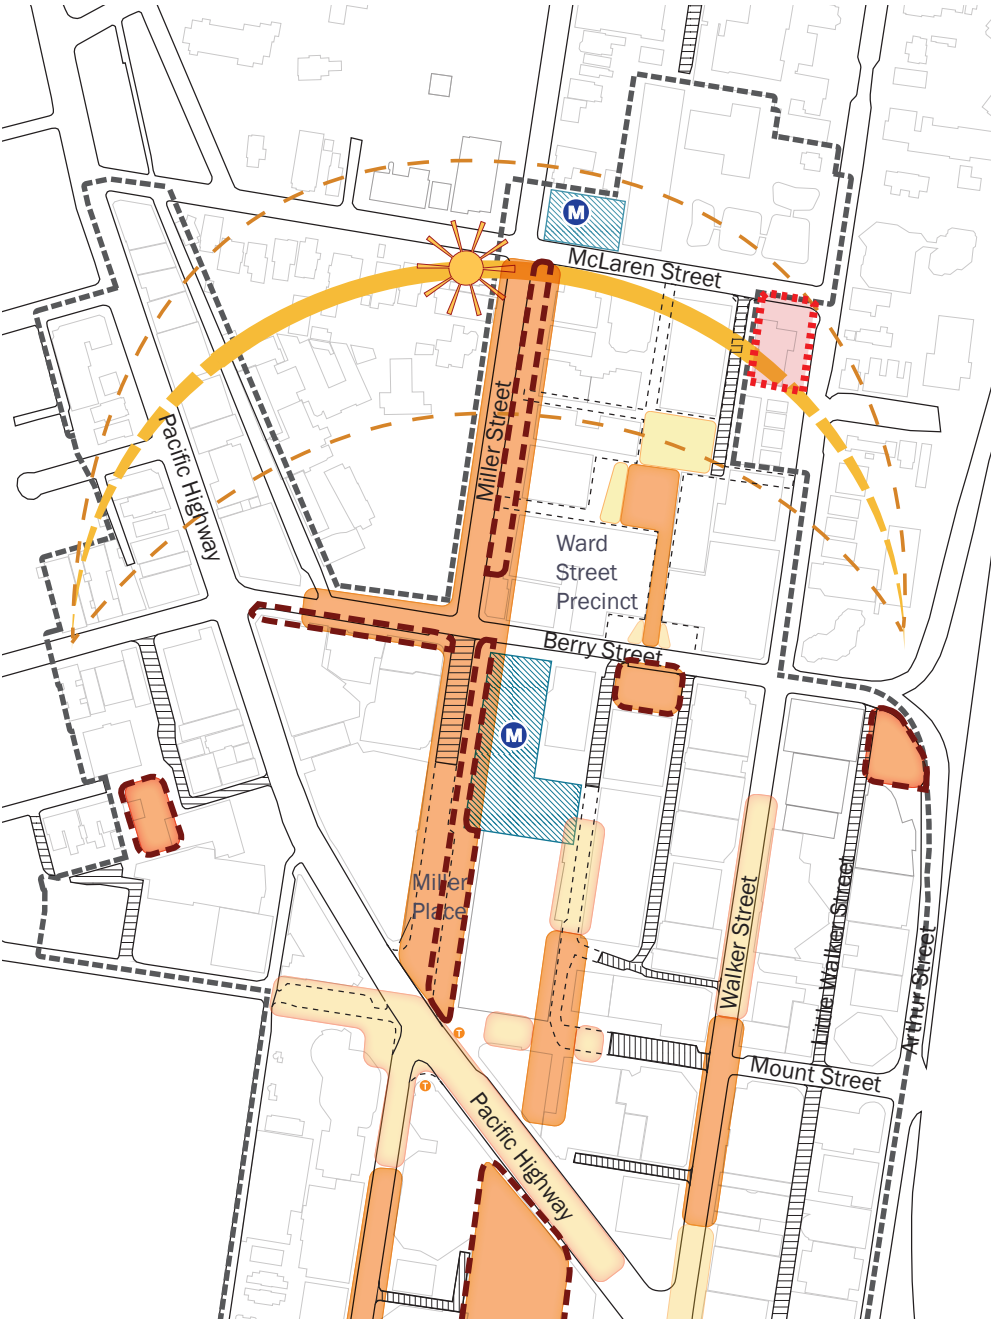 M
McLaren Street
Miller Street
Pacific Highway
Ward
Street
Precinct
Berry Street
M
Miller
Place
Walker Street
Little Walker Street
Arthur Street
T
Mount Street
T
Pacific Highway